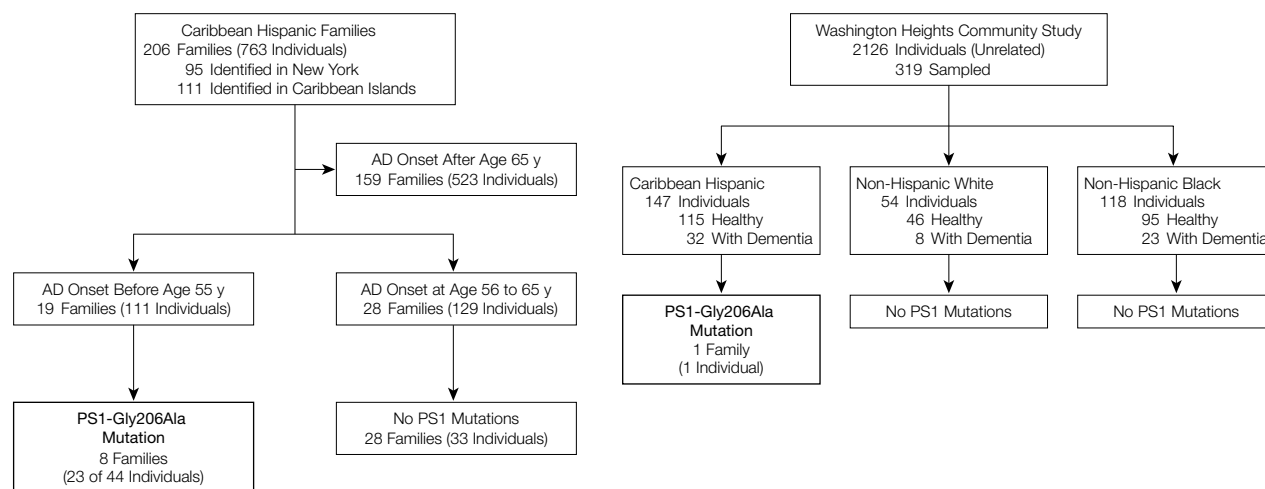 Caribbean Hispanic Families
206 Families (763 Individuals)
95 Identified in New York
111 Identified in Caribbean Islands
AD Onset After Age 65 y
159 Families (523 Individuals)
AD Onset Before Age 55 y
19 Families (111 Individuals)
AD Onset at Age 56 to 65 y
28 Families (129 Individuals)
PS1-Gly206Ala
Mutation
8 Families
(23 of 44 Individuals)
No PS1 Mutations
28 Families (33 Individuals)
Washington Heights Community Study
2126 Individuals (Unrelated)
319 Sampled
Caribbean Hispanic
147 Individuals
115 Healthy
32 With Dementia
Non-Hispanic White
54 Individuals
46 Healthy
8 With Dementia
Non-Hispanic Black
118 Individuals
95 Healthy
23 With Dementia
PS1-Gly206Ala
Mutation
1 Family
(1 Individual)
No PS1 Mutations
No PS1 Mutations